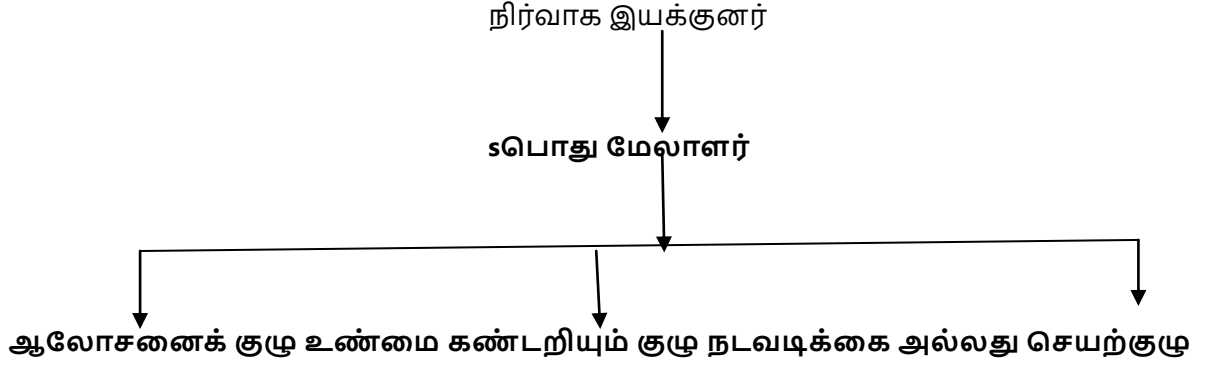 நிர்வாக இயக்குனர்
sபொது மேலாளர்
ஆலோசனைக் குழு உண்மை கண்டறியும் குழு நடவடிக்கை அல்லது செயற்குழு